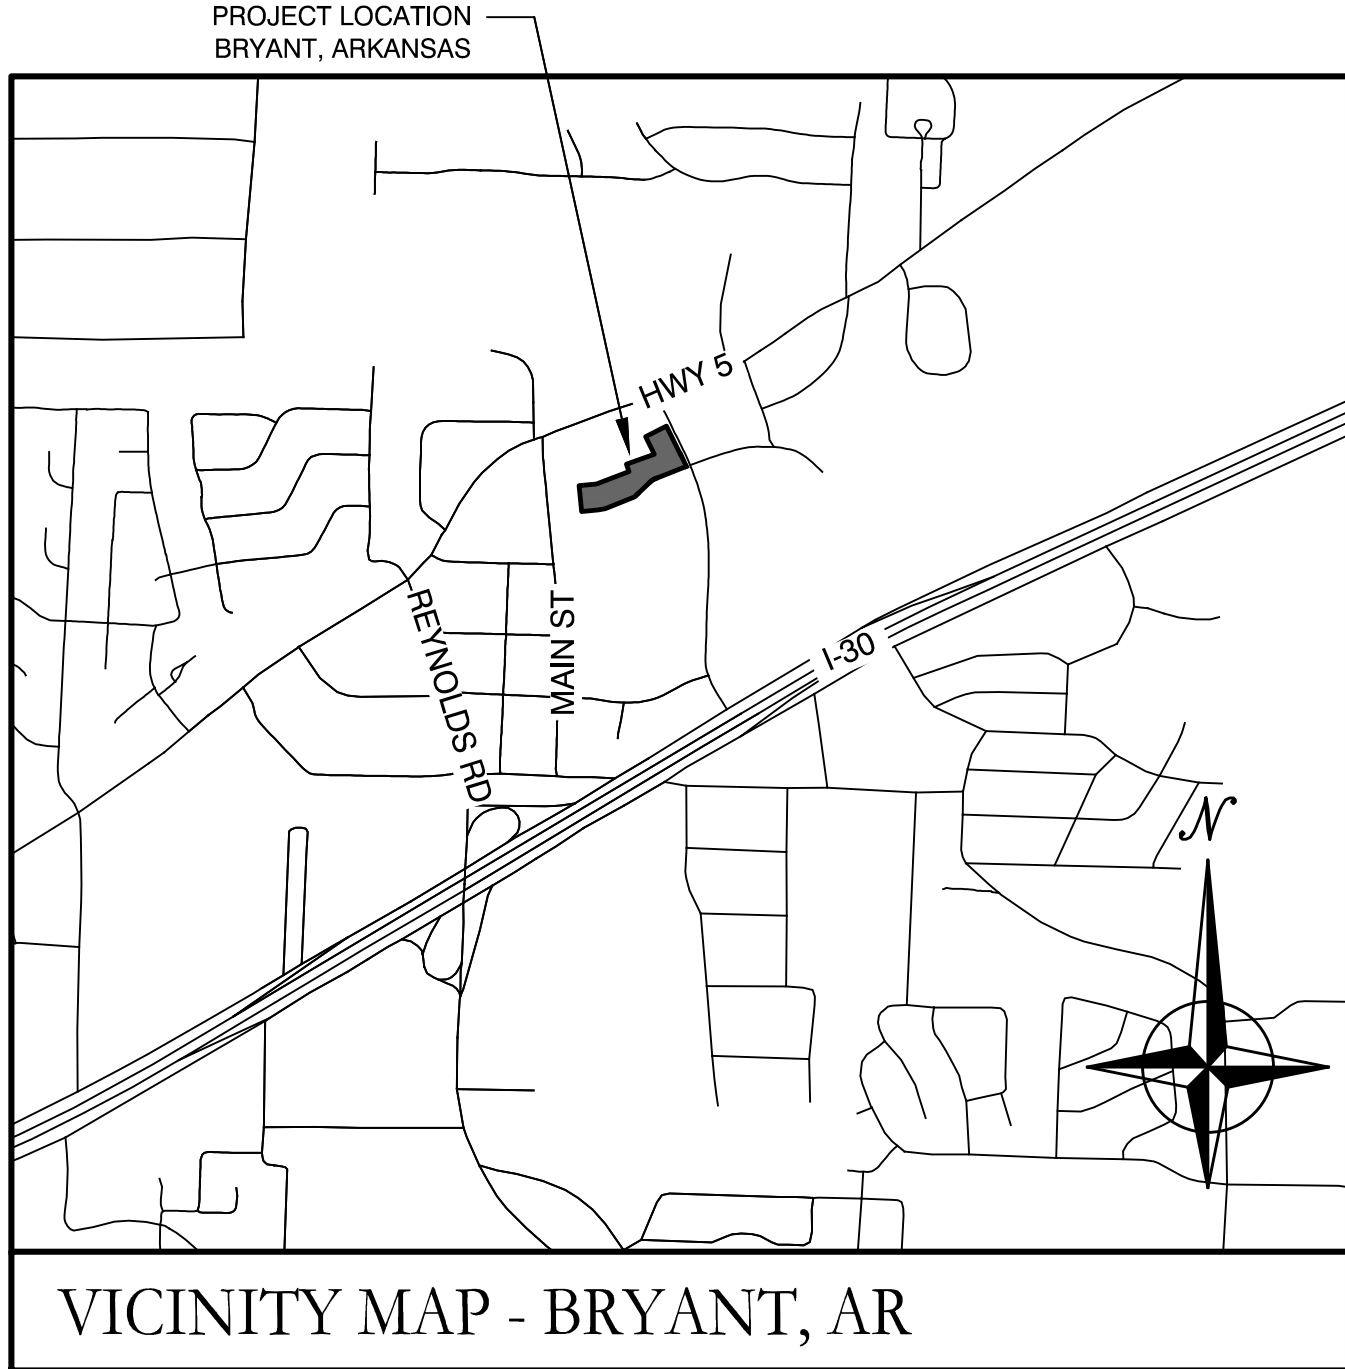 PROJECT LOCATION
BRYANT, ARKANSAS
HWY 5
REYNOLDS RD
MAIN ST
I-30
N
VICINITY MAP - BRYANT, AR